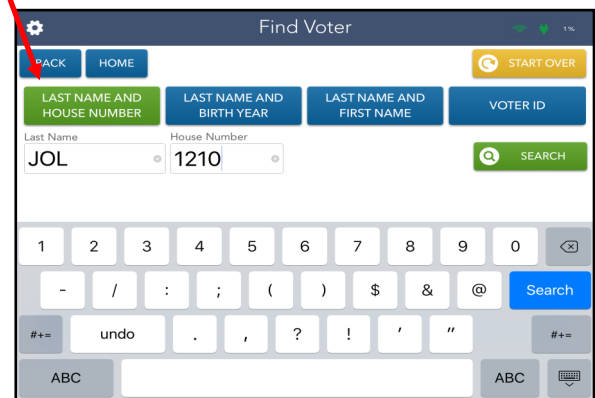 Find Voter
1%
BACK HOME START OVER
LAST NAME AND HOUSE NUMBER
LAST NAME AND BIRTH YEAR
LAST NAME AND FIRST NAME
VOTER ID
Last Name House Number
JOL 1210 SEARCH
1 2 3 4 5 6 7 8 9 0
- / : ; ( ) $ & @ Search
#+= undo . , ? ! ' " #+=
ABC ABC